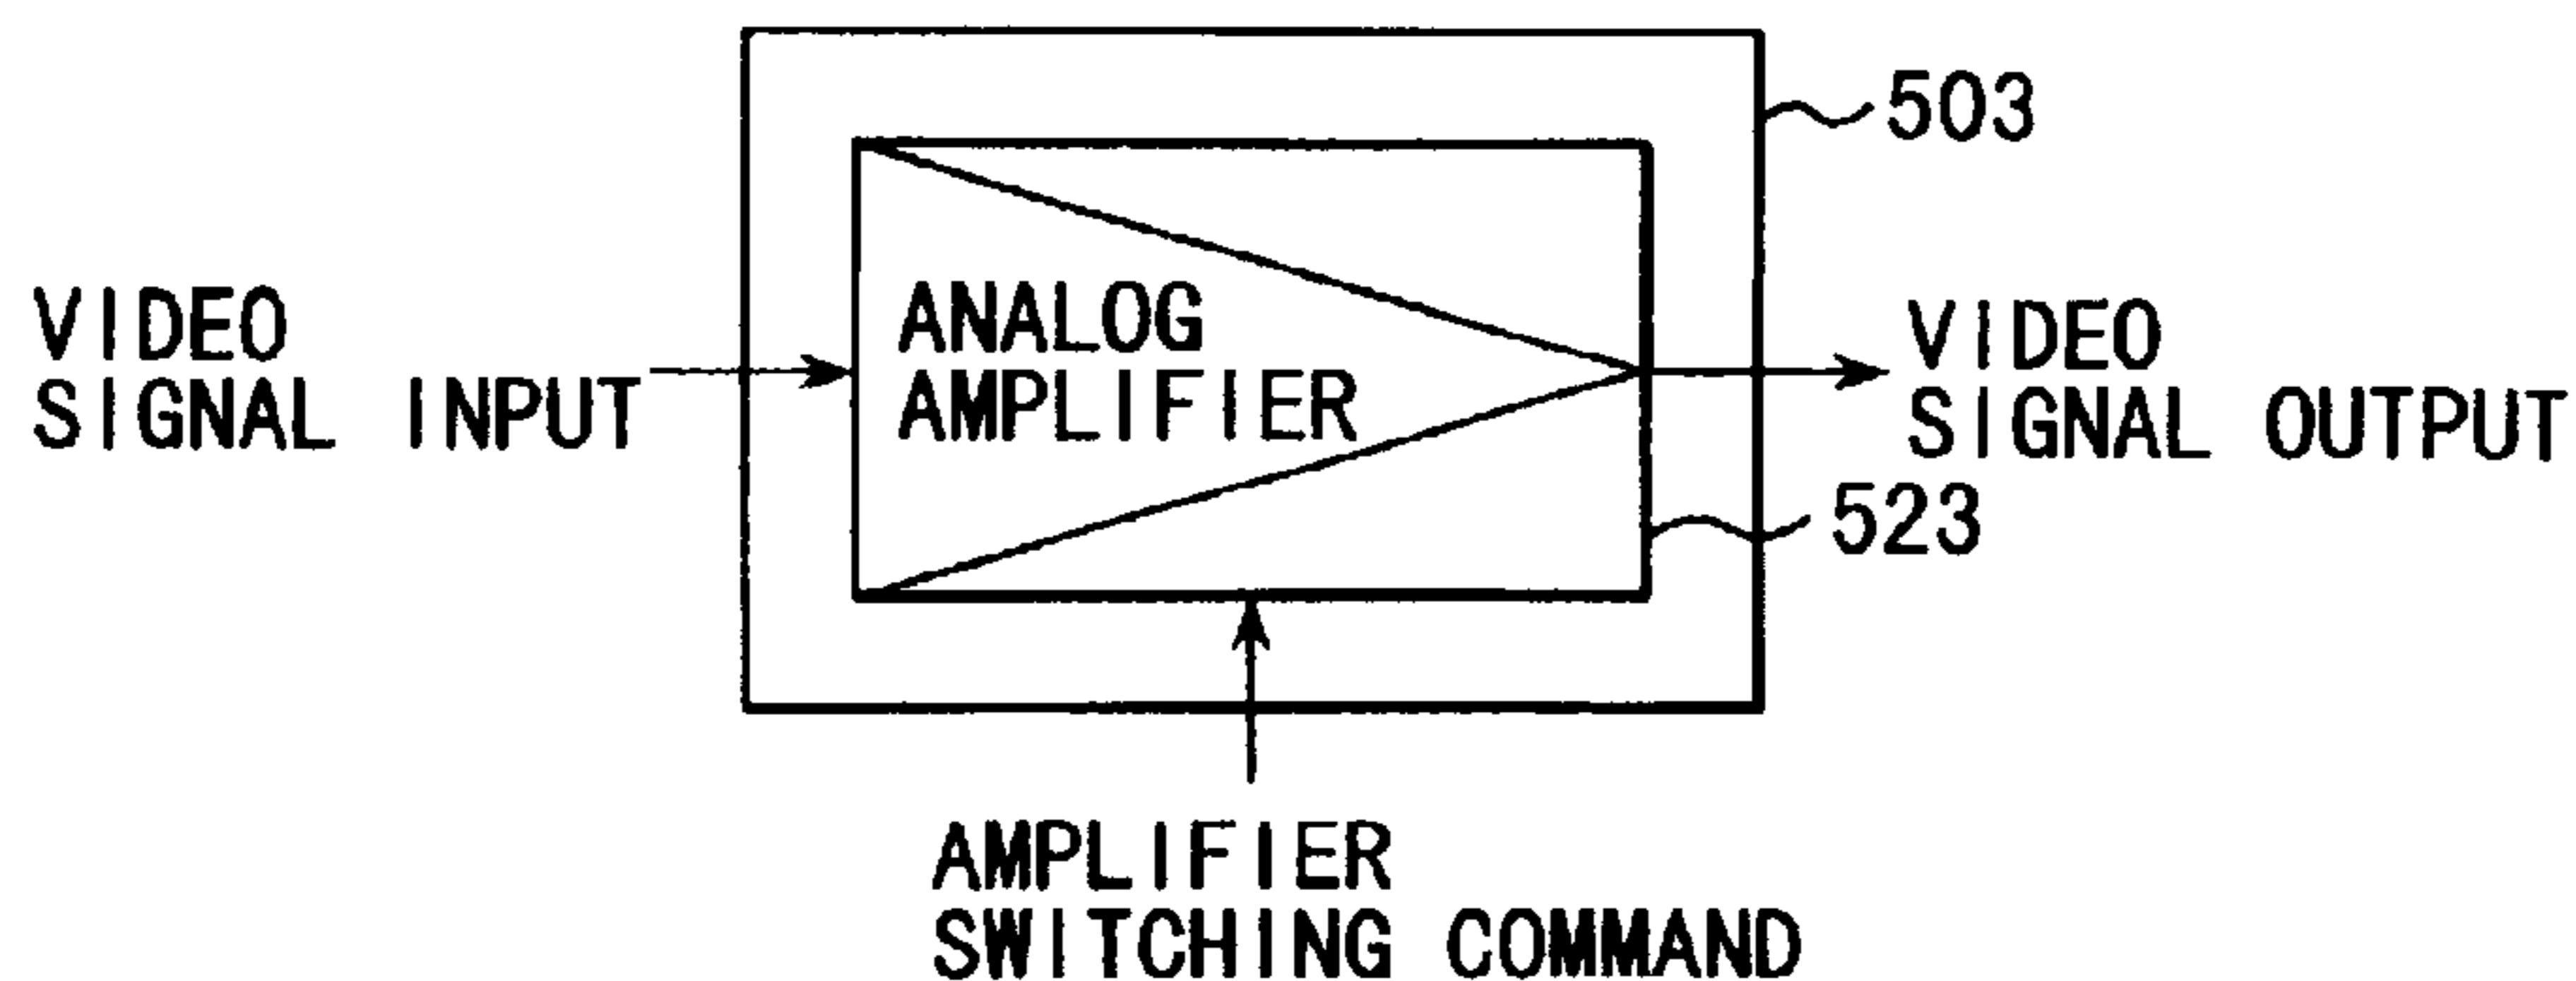 503
VIDEO
SIGNAL INPUT
ANALOG
AMPLIFIER
VIDEO
SIGNAL OUTPUT
523
AMPLIFIER
SWITCHING COMMAND